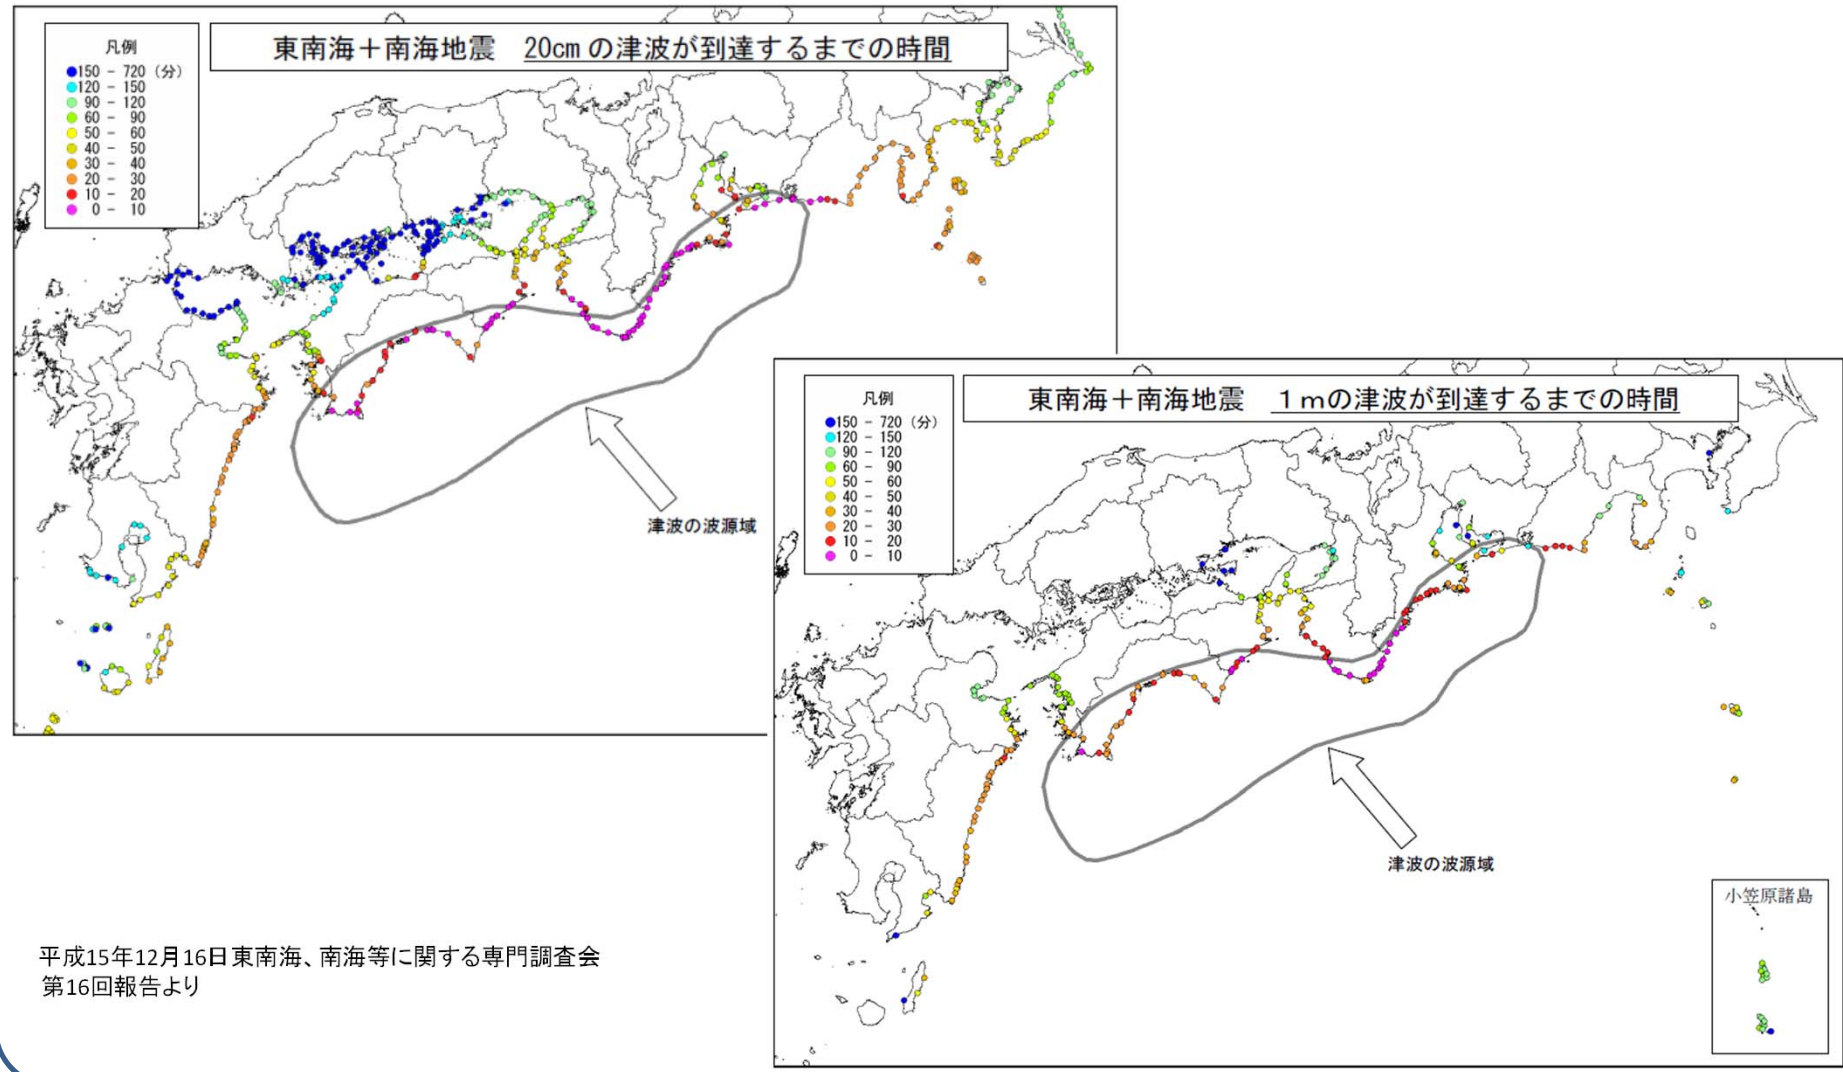 東南海＋南海地震　20cmの津波が到達するまでの時間
凡例
150 － 720（分）
120 － 150
90 － 120
60 － 90
50 － 60
40 － 50
30 － 40
20 － 30
10 － 20
0 － 10
津波の波源域
東南海＋南海地震　１ｍの津波が到達するまでの時間
凡例
150 － 720（分）
120 － 150
90 － 120
60 － 90
50 － 60
40 － 50
30 － 40
20 － 30
10 － 20
0 － 10
津波の波源域
小笠原諸島
平成15年12月16日東南海、南海等に関する専門調査会
第16回報告より